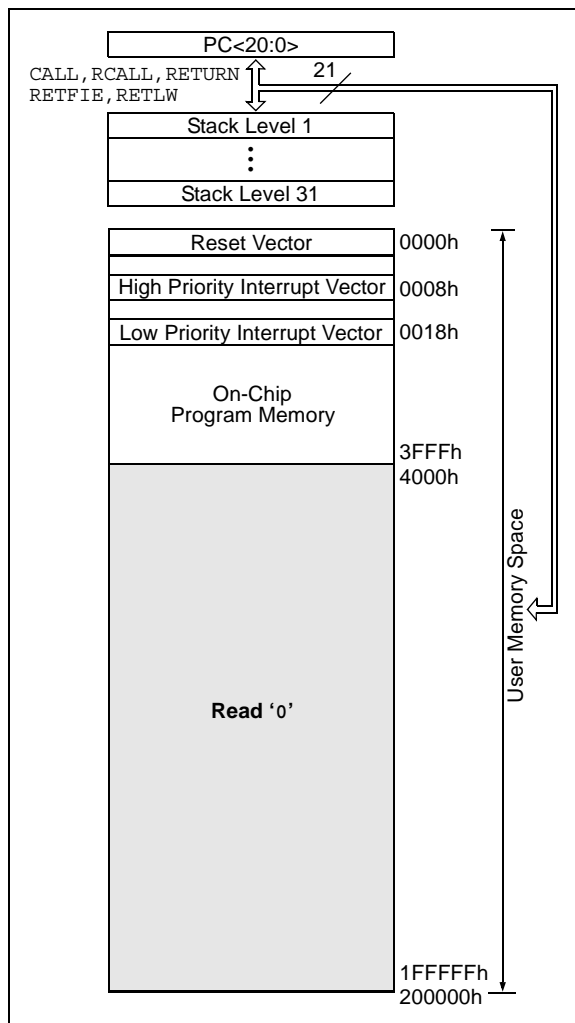 PC<20:0>
CALL,RCALL,RETURN
RETFIE,RETLW
21
Stack Level 1
Stack Level 31
Reset Vector
0000h
High Priority Interrupt Vector
0008h
Low Priority Interrupt Vector
0018h
On-Chip
Program Memory
3FFFh
4000h
User Memory Space
Read ‘0’
1FFFFFh
200000h